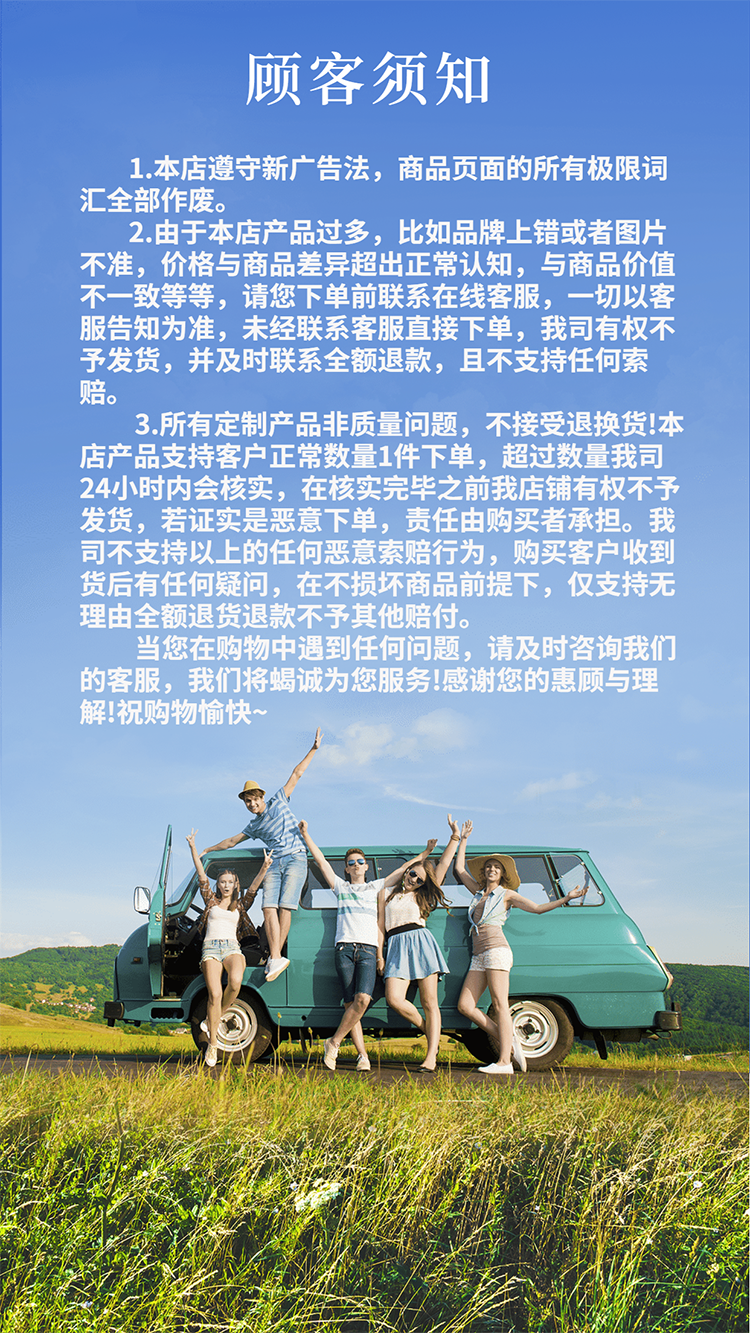 顾客须知
1.本店遵守新广告法，商品页面的所有极限词
汇全部作废。
2.由于本店产品过多，比如品牌上错或者图片
不准，价格与商品差异超出正常认知，与商品价值
不一致等等，请您下单前联系在线客服，一切以客
服告知为准，未经联系客服直接下单，我司有权不
予发货，并及时联系全额退款，且不支持任何索
赔。
3.所有定制产品非质量问题，不接受退换货!本
店产品支持客户正常数量1件下单，超过数量我司
24小时内会核实，在核实完毕之前我店铺有权不予
发货，若证实是恶意下单，责任由购买者承担。我
司不支持以上的任何恶意索赔行为，购买客户收到
货后有任何疑问，在不损坏商品前提下，仅支持无
理由全额退货退款不予其他赔付。
当您在购物中遇到任何问题，请及时咨询我们
的客服，我们将蝎诚为您服务!感谢您的惠顾与理
解!祝购物愉快~